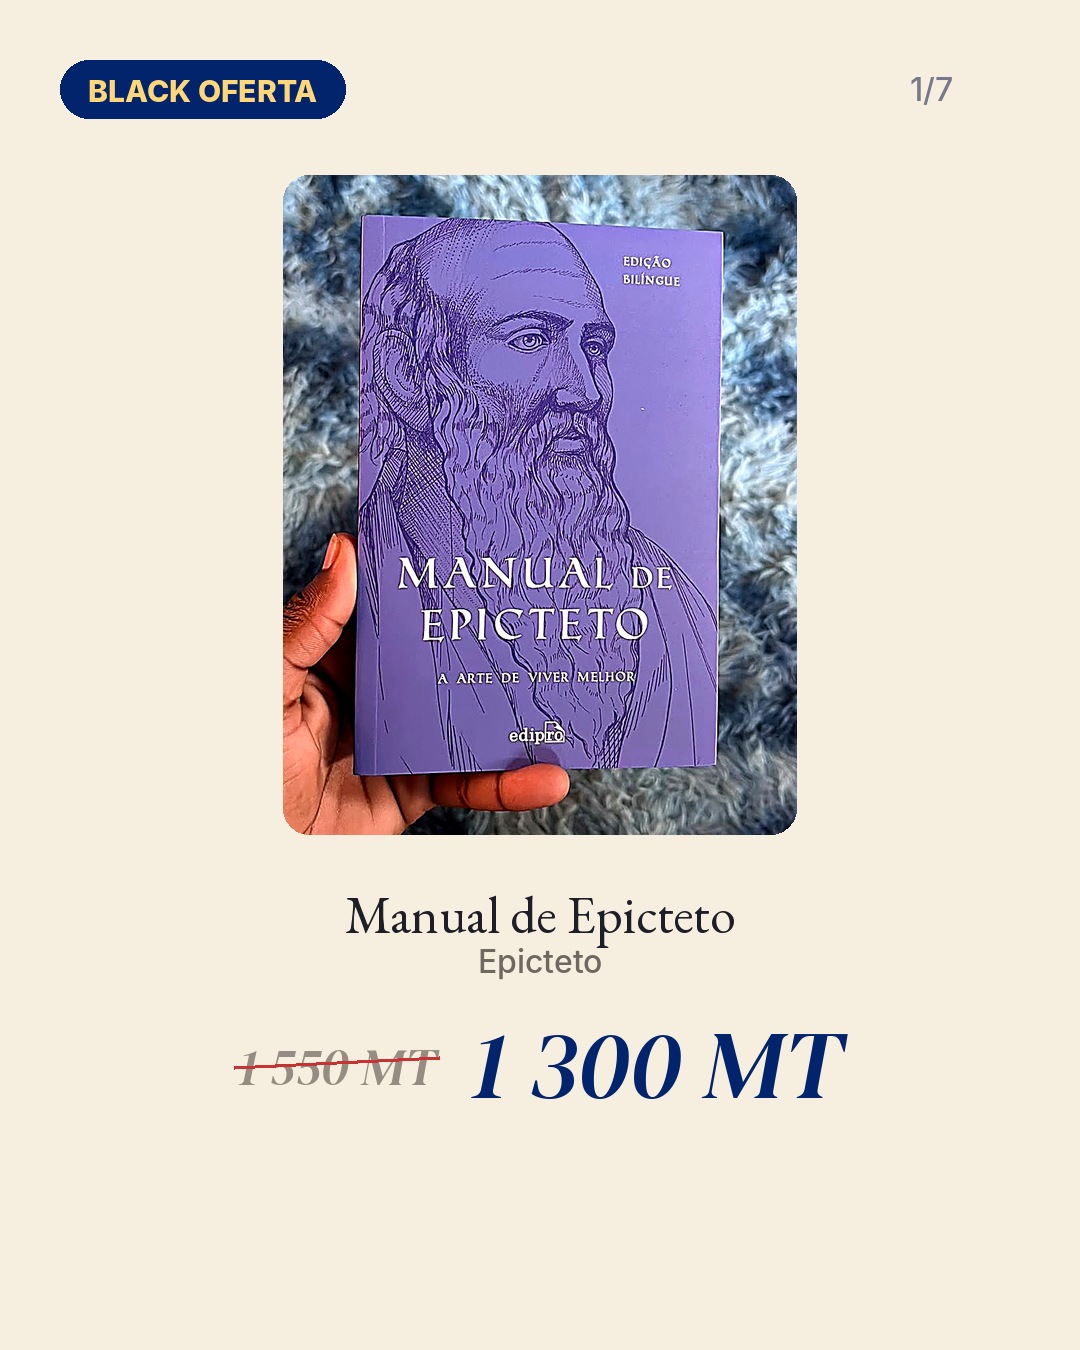 BLACK OFERTA
1/7
EDIÇÃO
BILÍNGUE
MANUAL DE
EPICTETO
A ARTE DE VIVER MELHOR
edipro
Manual de Epicteto
Epicteto
1 550 MT 1 300 MT